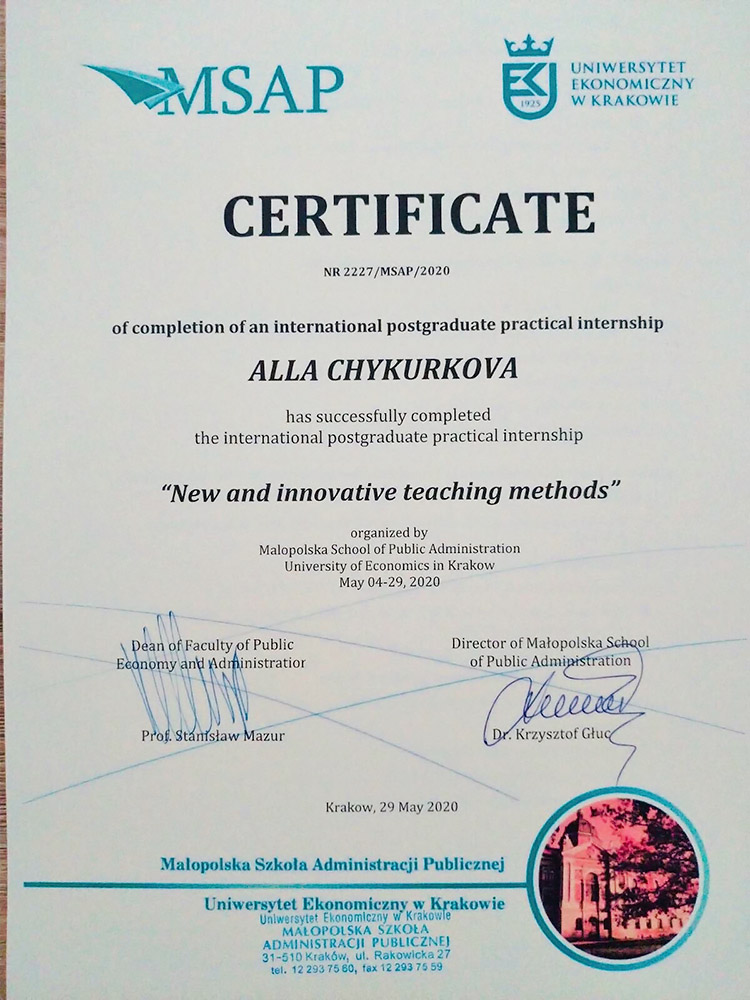 MSAP
UNIWERSYTET
EKONOMICZNY
W KRAKOWIE
1925
CERTIFICATE
NR 2227/MSAP/2020
of completion of an international postgraduate practical internship
ALLA CHYKURKOVA
has successfully completed
the international postgraduate practical internship
“New and innovative teaching methods”
organized by
Malopolska School of Public Administration
University of Economics in Krakow
May 04-29, 2020
Dean of Faculty of Public
Economy and Administration
Prof. Stanisław Mazur
Director of Małopolska School
of Public Administration
Dr. Krzysztof Głuc
Krakow, 29 May 2020
Malopolska Szkoła Administracji Publicznej
Uniwersytet Ekonomiczny w Krakowie
Uniwersytet Ekonomiczny w Krakowie
MAŁOPOLSKA SZKOŁA
ADMINISTRACJI PUBLICZNEJ
31-510 Kraków, ul. Rakowicka 27
tel. 12 293 75 60, fax 12 293 75 59